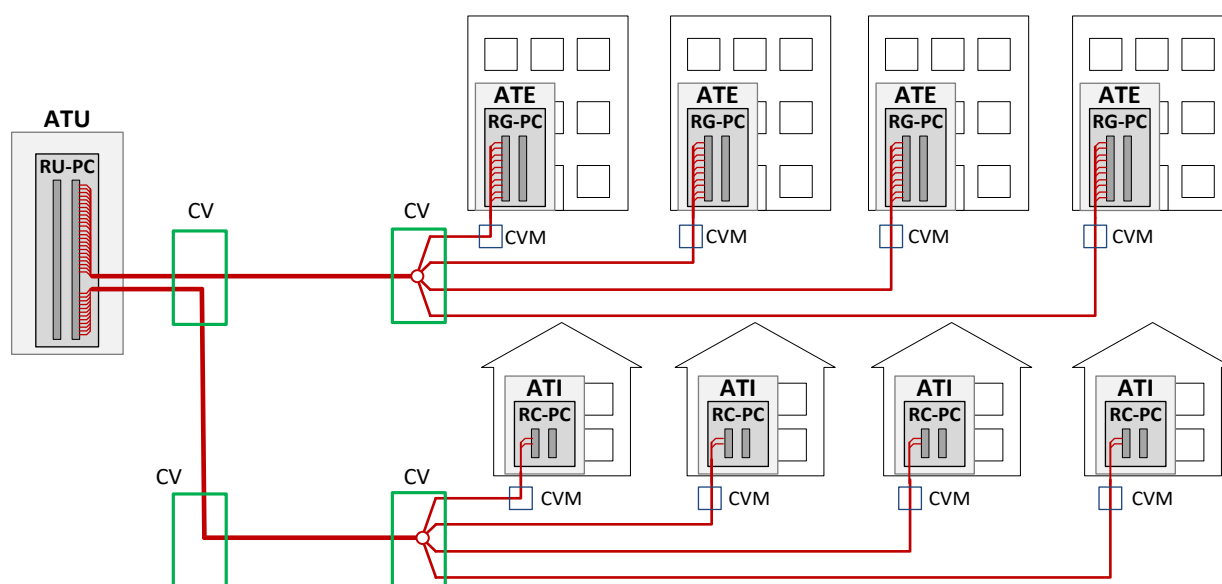 ATU
RU-PC
CV
CV
ATE
RG-PC
CVM
ATE
RG-PC
CVM
ATE
RG-PC
CVM
ATE
RG-PC
CVM
CV
CV
ATI
RC-PC
CVM
ATI
RC-PC
CVM
ATI
RC-PC
CVM
ATI
RC-PC
CVM